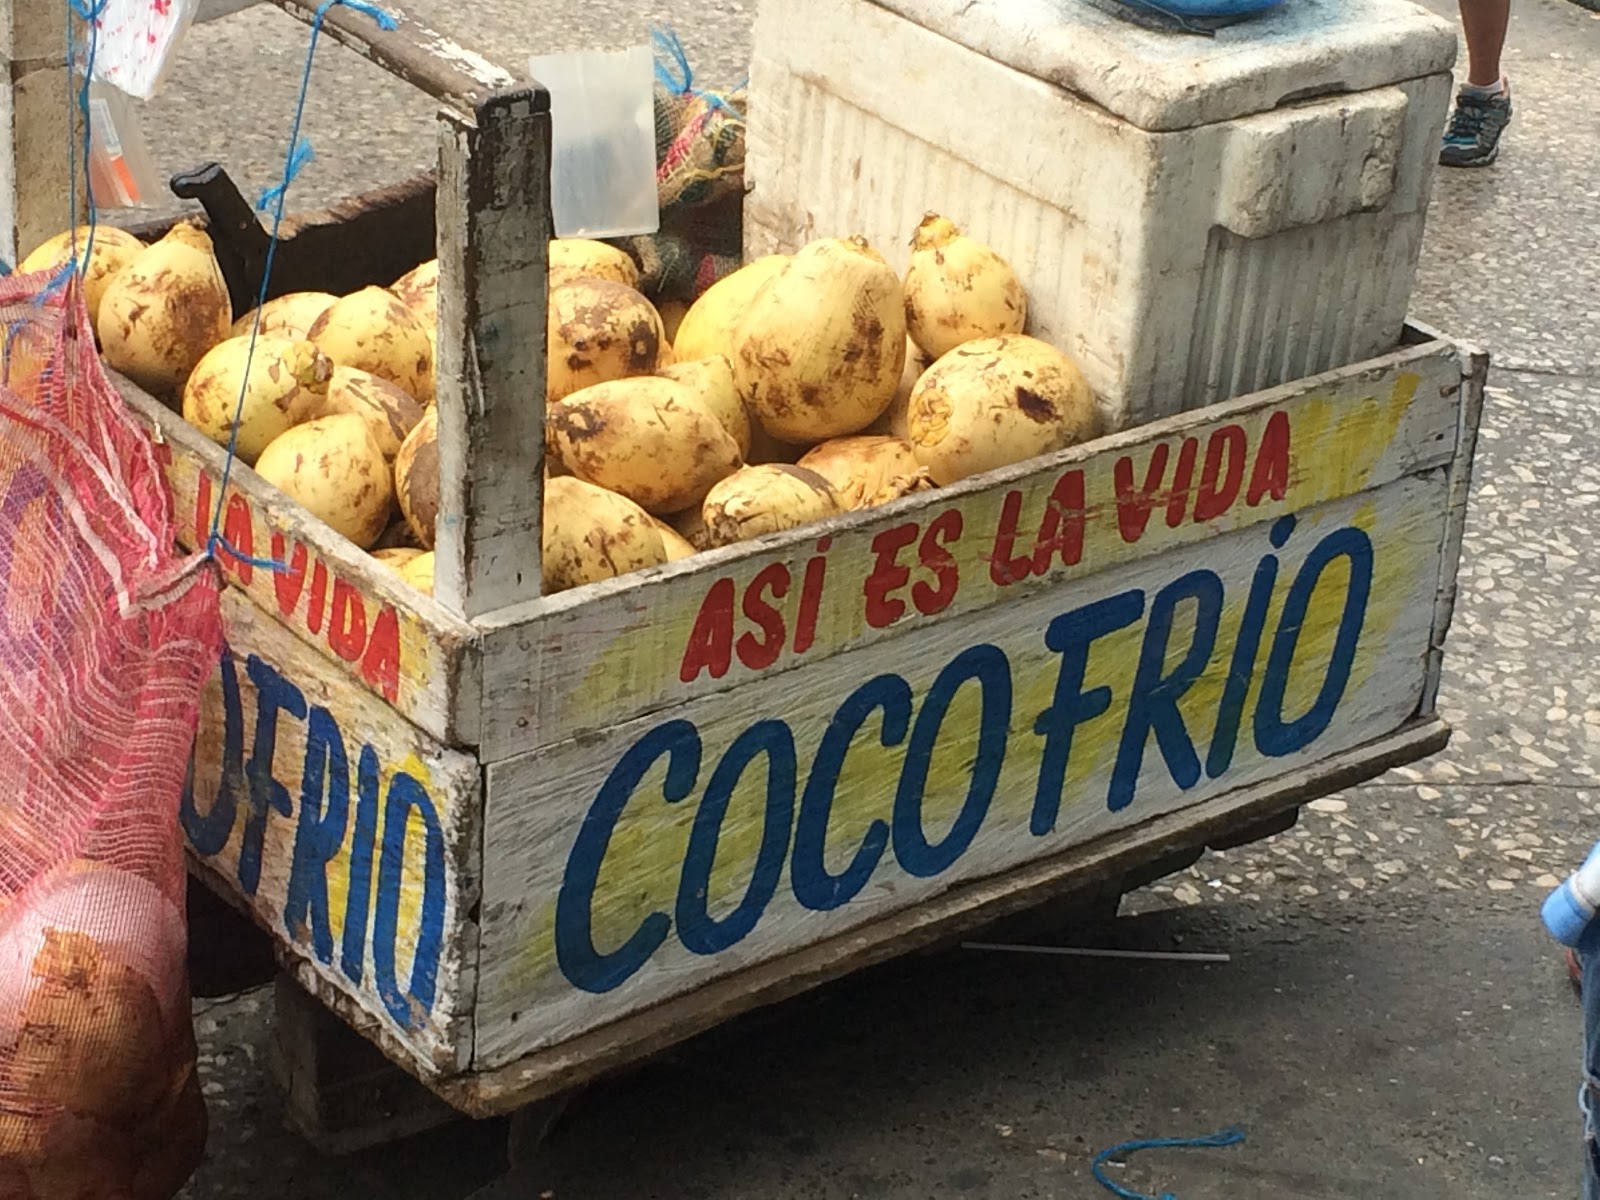 ASÍ ES LA VIDA
COCO FRIO
LA VIDA
OFRIO